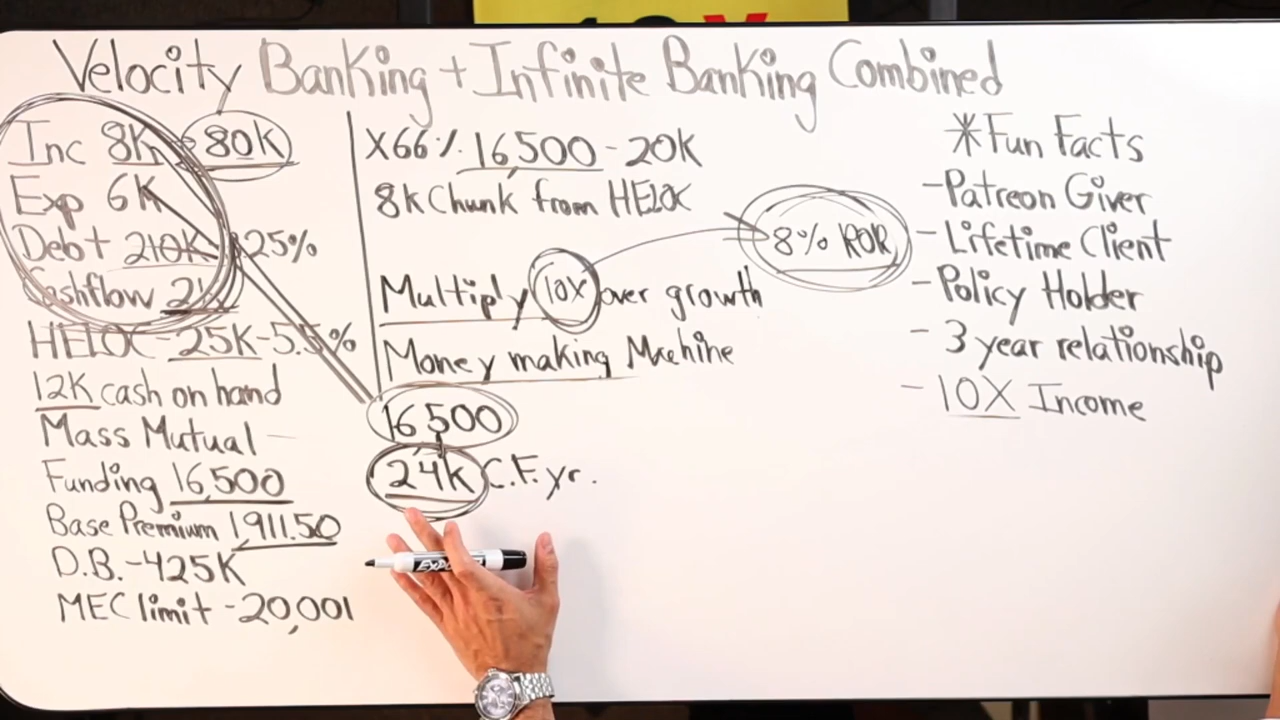 Velocity Banking + Infinite Banking Combined
Inc 8K 80K
Exp 6K
Debt 210K 25%
Cashflow 2K
HELOC - 25K - 5.5%
12K cash on hand
Mass Mutual
Funding 16,500
Base Premium 1,911.50
D.B. - 425K
MEC limit - 20,001
X66% 16,500 - 20K
8K Chunk from HELOC
8% ROR
Multiply 10X over growth
Money making Machine
16,500
24K C.F. yr.
EXPO
*Fun Facts
- Patreon Giver
- Lifetime Client
- Policy Holder
- 3 year relationship
- 10X Income